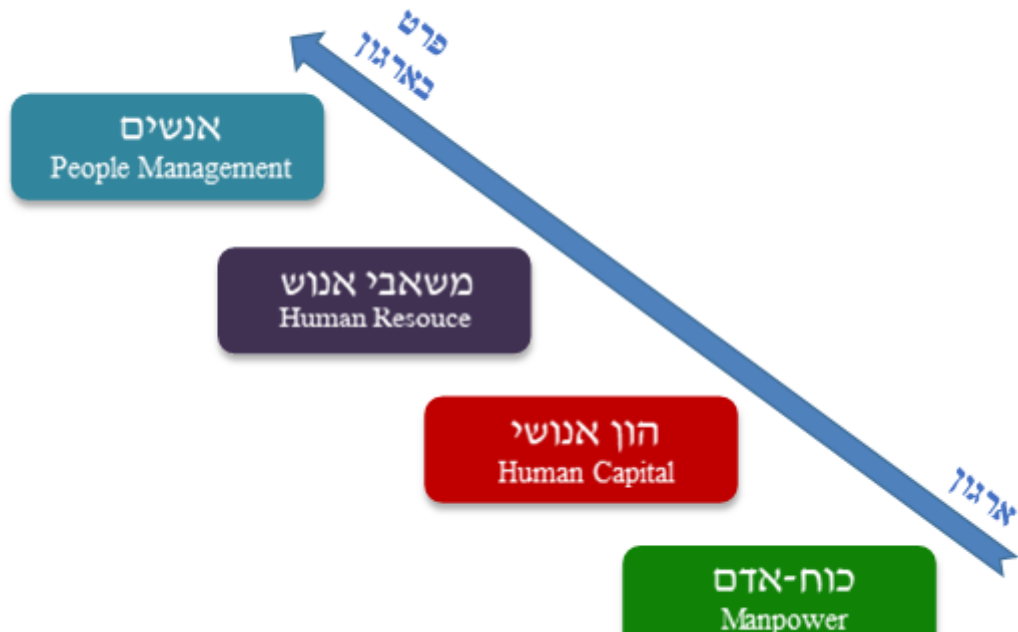 פרט
בארגון
אנשים
People Management
משאבי אנוש
Human Resouce
הון אנושי
Human Capital
ארגון
כוח-אדם
Manpower